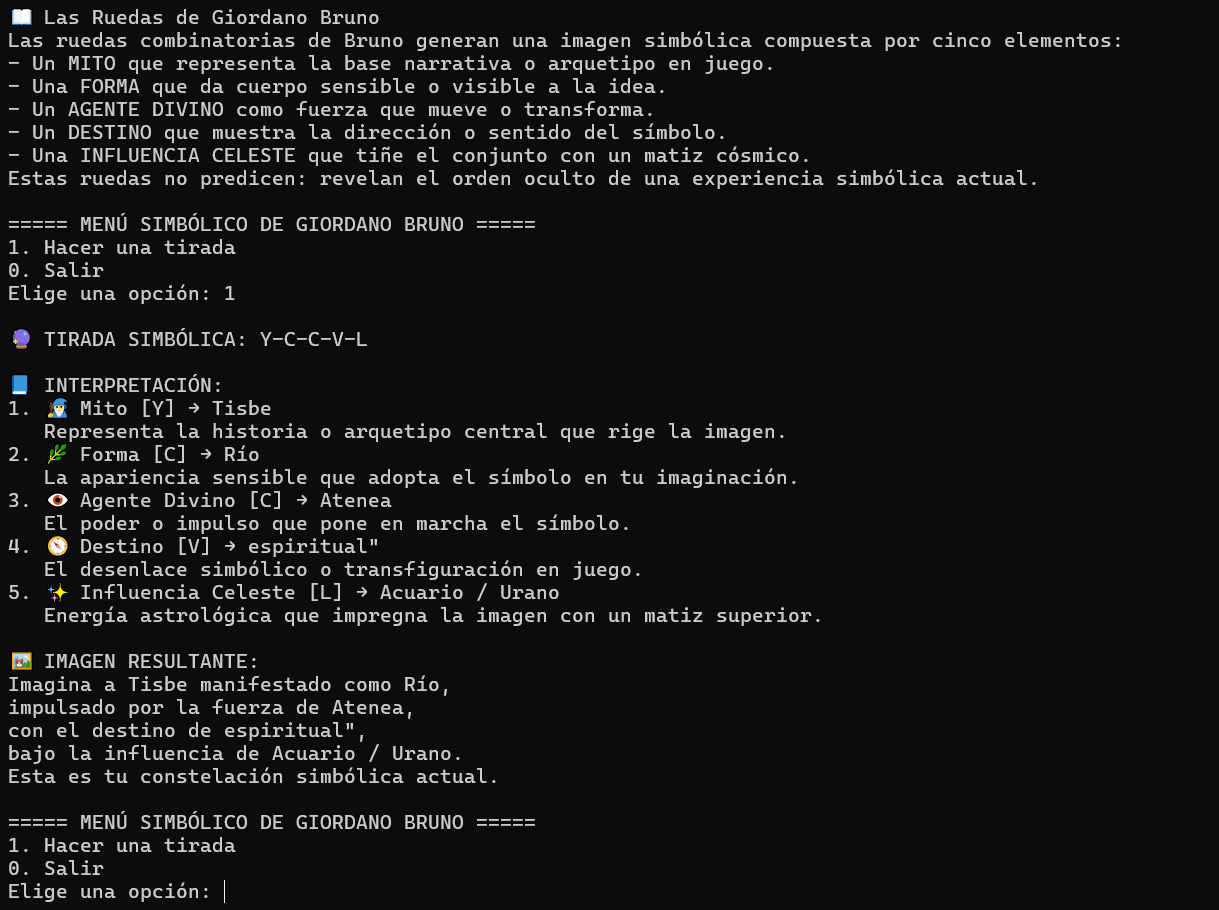 📖 Las Ruedas de Giordano Bruno
Las ruedas combinatorias de Bruno generan una imagen simbólica compuesta por cinco elementos:
- Un MITO que representa la base narrativa o arquetipo en juego.
- Una FORMA que da cuerpo sensible o visible a la idea.
- Un AGENTE DIVINO como fuerza que mueve o transforma.
- Un DESTINO que muestra la dirección o sentido del símbolo.
- Una INFLUENCIA CELESTE que tiñe el conjunto con un matiz cósmico.
Estas ruedas no predicen: revelan el orden oculto de una experiencia simbólica actual.
===== MENÚ SIMBÓLICO DE GIORDANO BRUNO =====
1. Hacer una tirada
0. Salir
Elige una opción: 1
🔮 TIRADA SIMBÓLICA: Y-C-C-V-L
📘 INTERPRETACIÓN:
1. 🧙 Mito [Y] → Tisbe
Representa la historia o arquetipo central que rige la imagen.
2. 🌿 Forma [C] → Río
La apariencia sensible que adopta el símbolo en tu imaginación.
3. 👁 Agente Divino [C] → Atenea
El poder o impulso que pone en marcha el símbolo.
4. 🧭 Destino [V] → espiritual"
El desenlace simbólico o transfiguración en juego.
5. ✨ Influencia Celeste [L] → Acuario / Urano
Energía astrológica que impregna la imagen con un matiz superior.
🖼 IMAGEN RESULTANTE:
Imagina a Tisbe manifestado como Río,
impulsado por la fuerza de Atenea,
con el destino de espiritual",
bajo la influencia de Acuario / Urano.
Esta es tu constelación simbólica actual.
===== MENÚ SIMBÓLICO DE GIORDANO BRUNO =====
1. Hacer una tirada
0. Salir
Elige una opción: